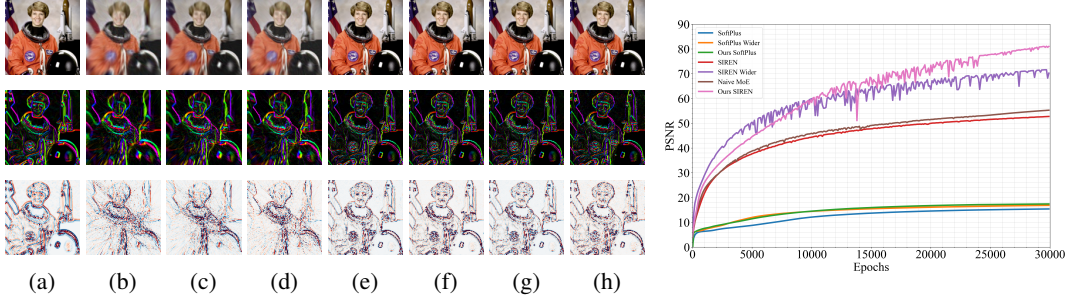 (a) (b) (c) (d) (e) (f) (g) (h)
90
80
70
60
50
40
30
20
10
0
PSNR
SoftPlus
SoftPlus Wider
Ours SoftPlus
SIREN
SIREN Wider
Naive MoE
Ours SIREN
0 5000 10000 15000 20000 25000 30000
Epochs